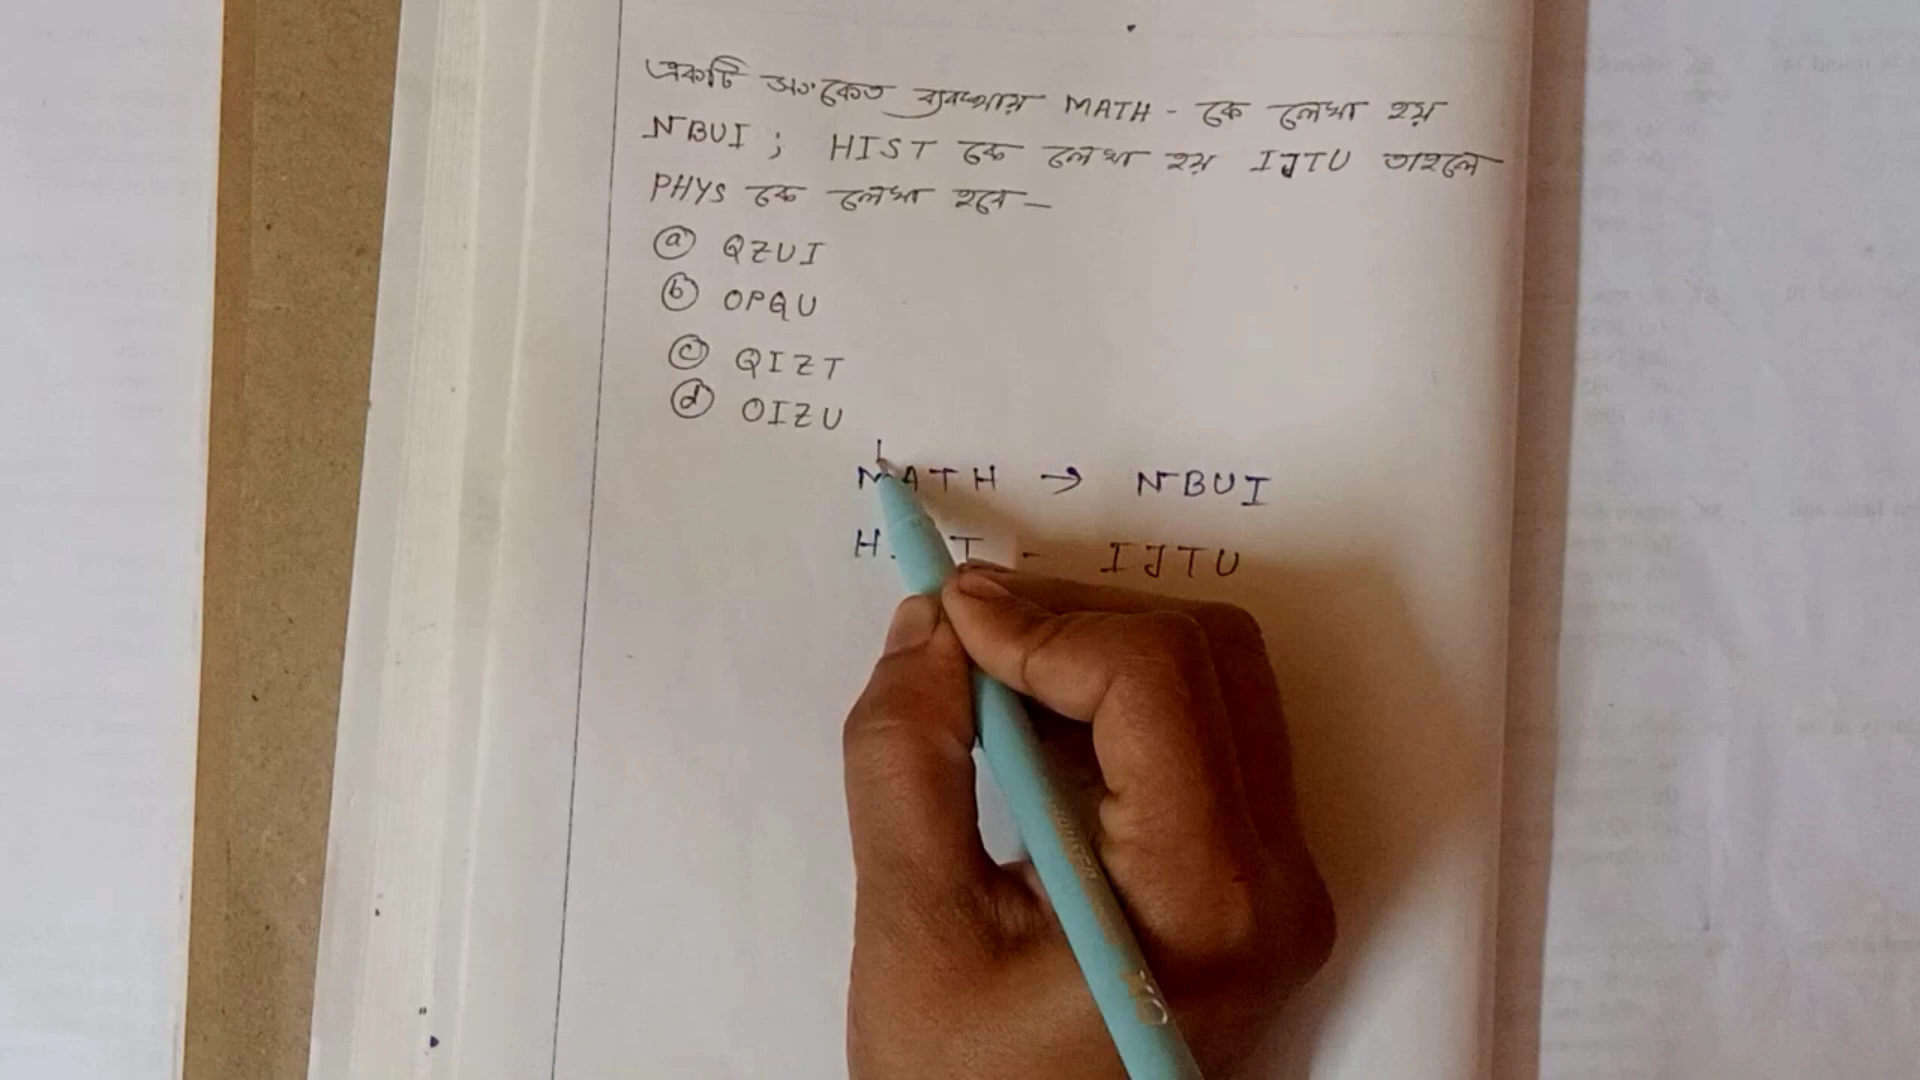 একটি সংকেত ব্যবস্থায় MATH - কে লেখা হয়
NBUI ; HIST কে লেখা হয় IJTU তাহলে
PHYS কে লেখা হবে —
(a) QZUI
(b) OPQU
(c) QIZT
(d) OIZU
MATH → NBUI
H T - IJTU